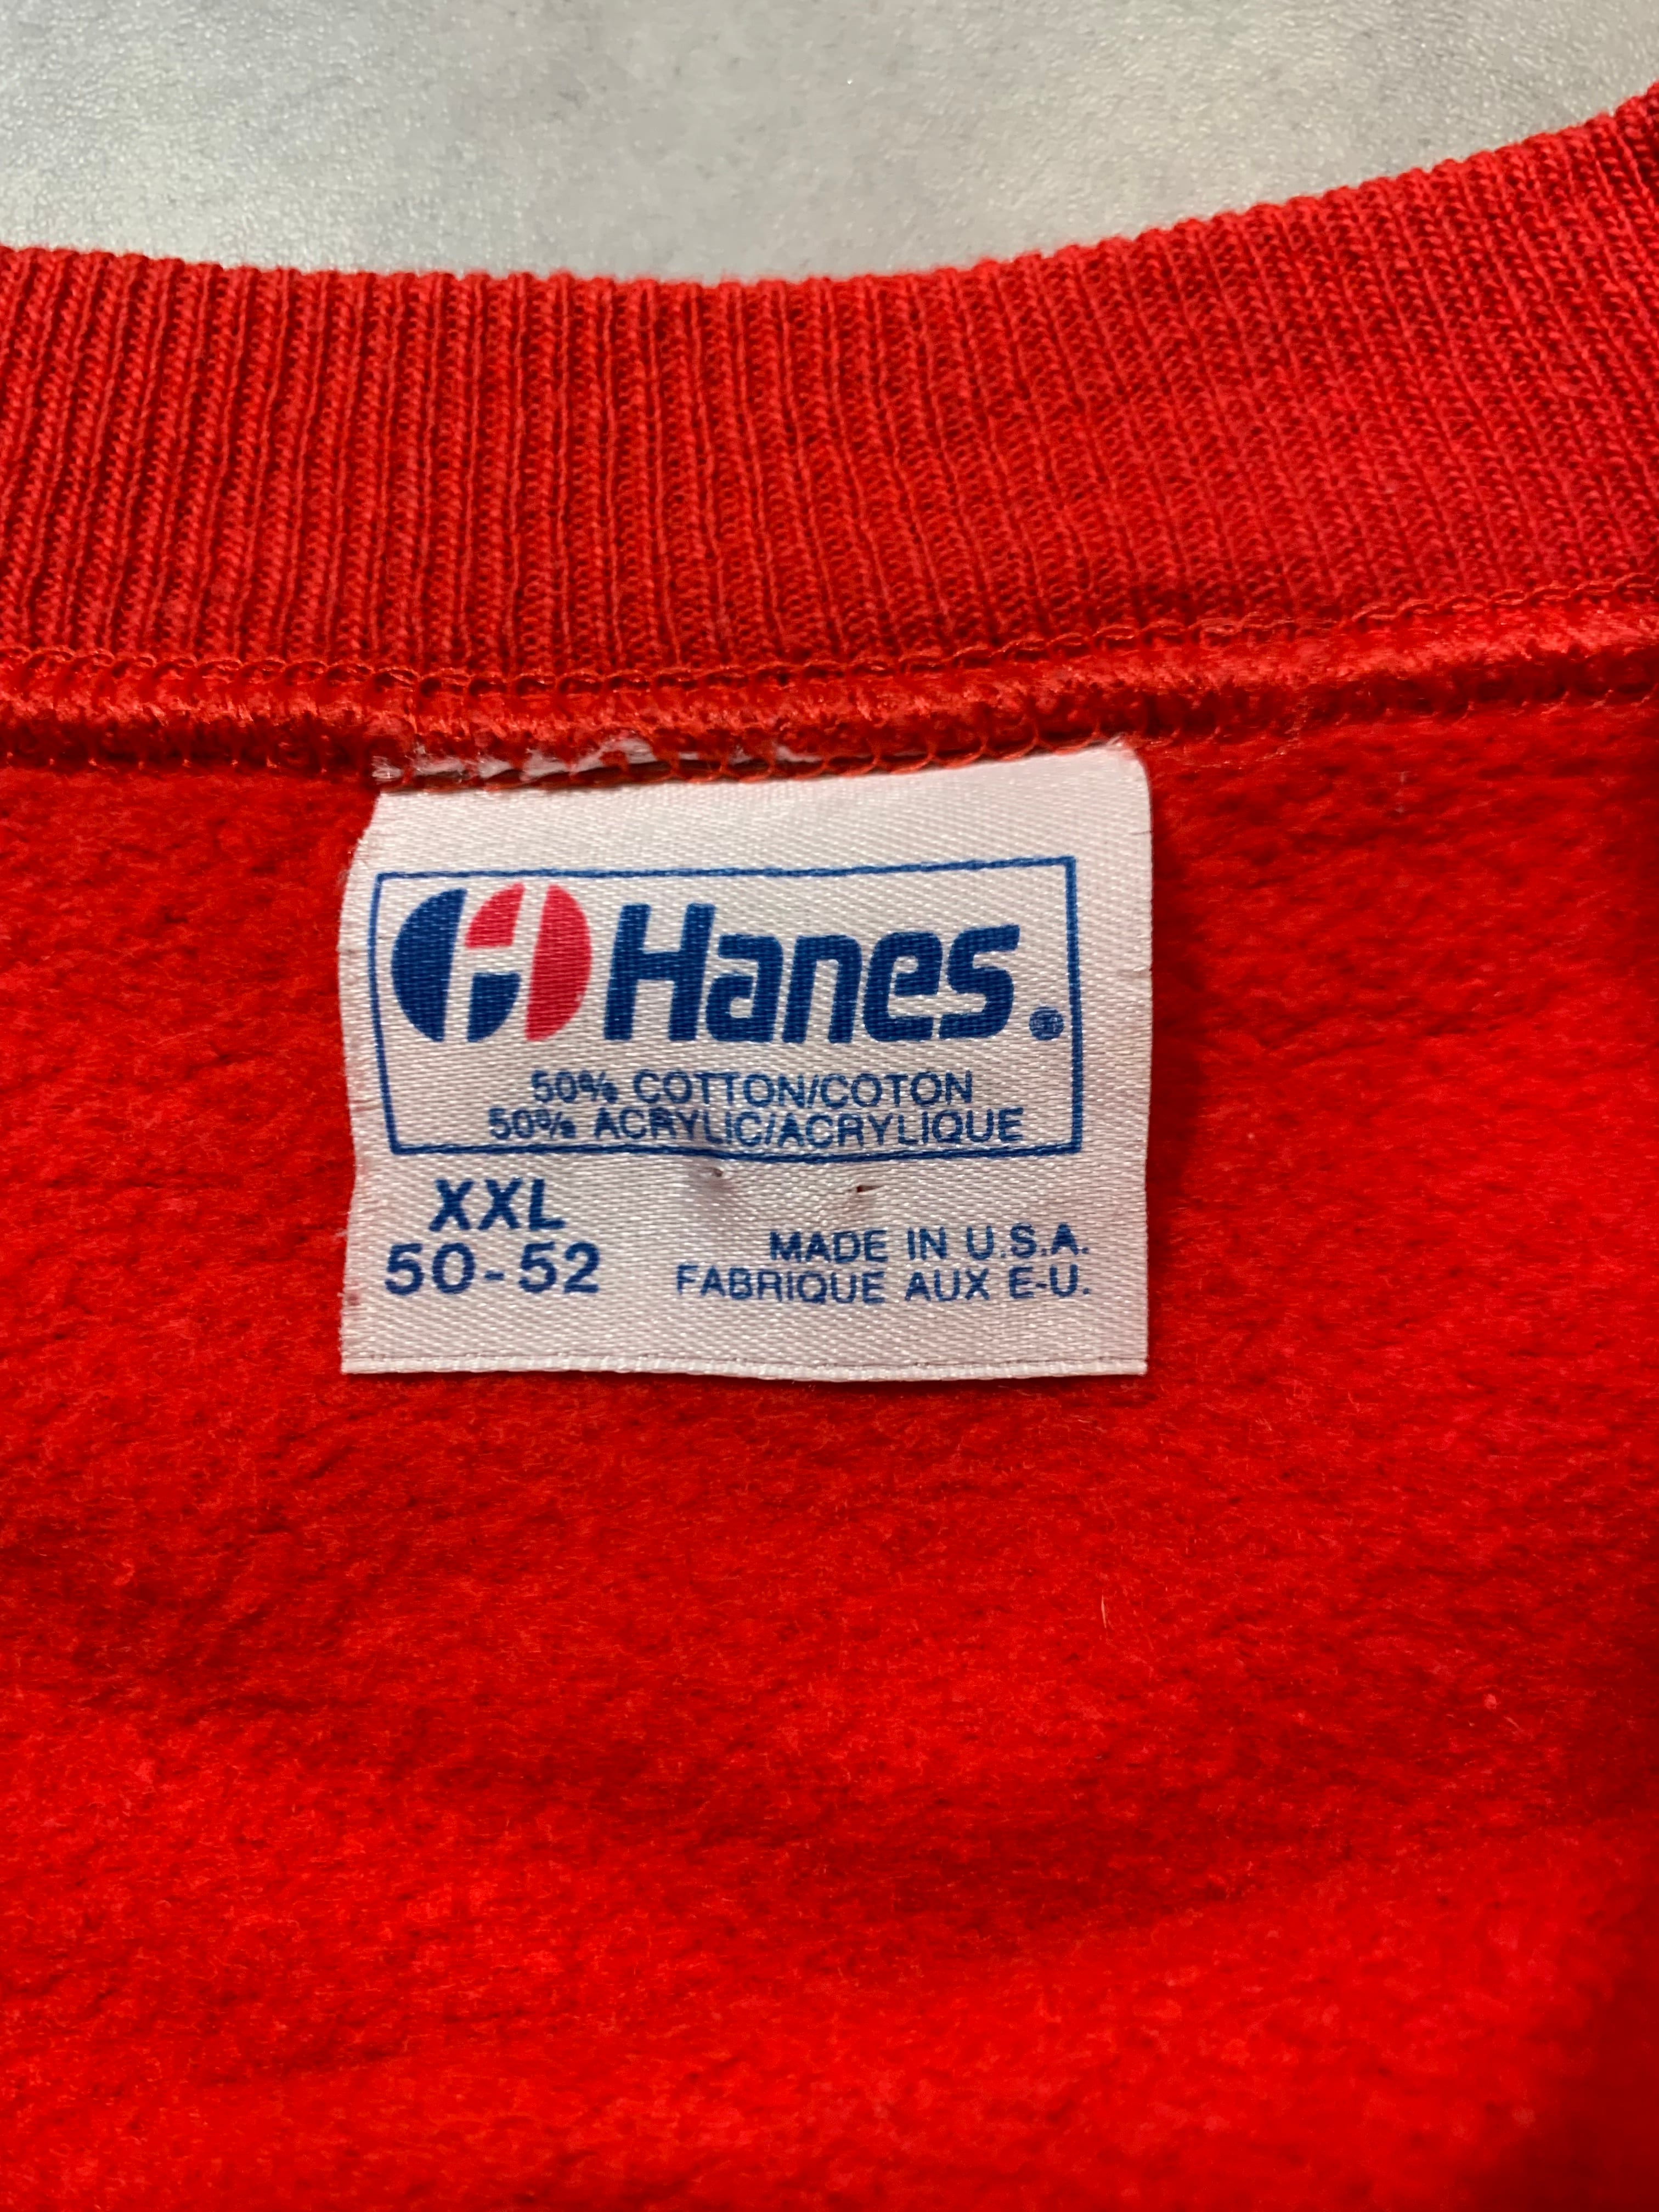 Hanes®
50% COTTON/COTON
50% ACRYLIC/ACRYLIQUE
XXL
50-52
MADE IN U.S.A.
FABRIQUE AUX E-U.